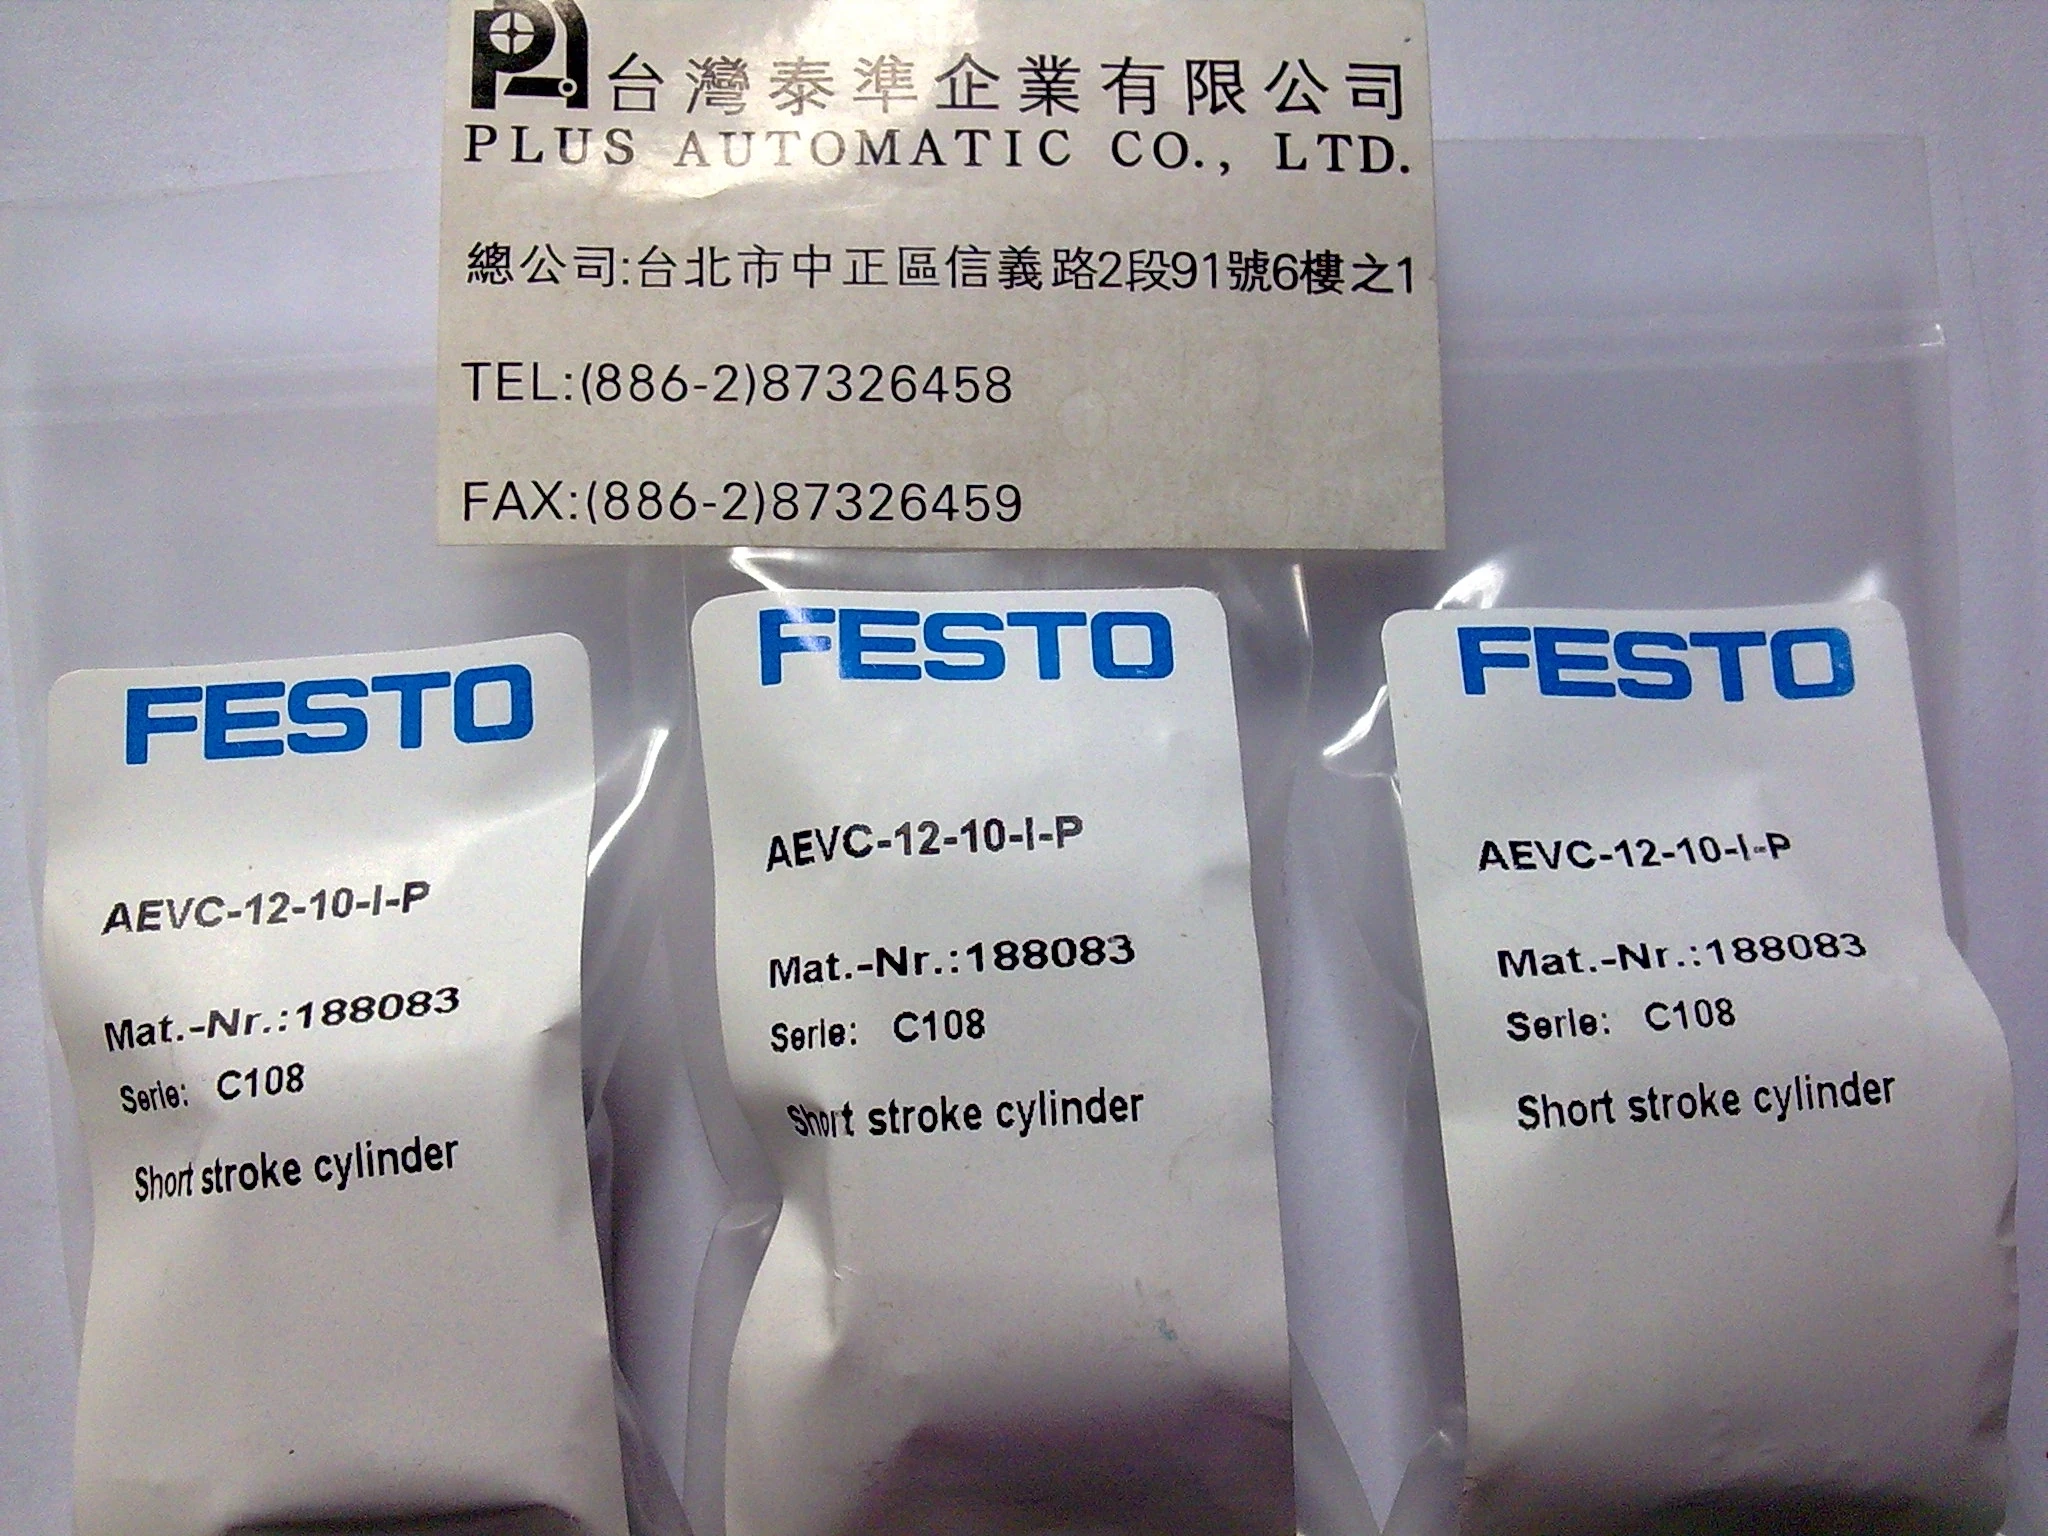 台灣泰準企業有限公司
PLUS AUTOMATIC CO., LTD.
總公司:台北市中正區信義路2段91號6樓之1
TEL:(886-2)87326458
FAX:(886-2)87326459
FESTO
AEVC-12-10-I-P
Mat.-Nr.:188083
Serie: C108
Short stroke cylinder
FESTO
AEVC-12-10-I-P
Mat.-Nr.:188083
Serie: C108
Short stroke cylinder
FESTO
AEVC-12-10-I-P
Mat.-Nr.:188083
Serie: C108
Short stroke cylinder